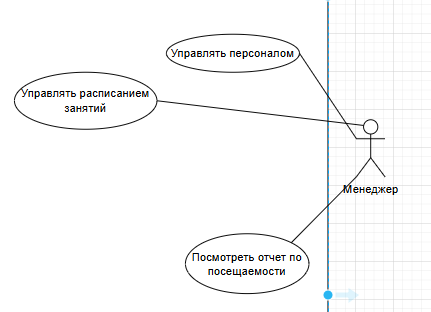 Управлять персоналом
Управлять расписанием
занятий
Менеджер
Посмотреть отчет по
посещаемости